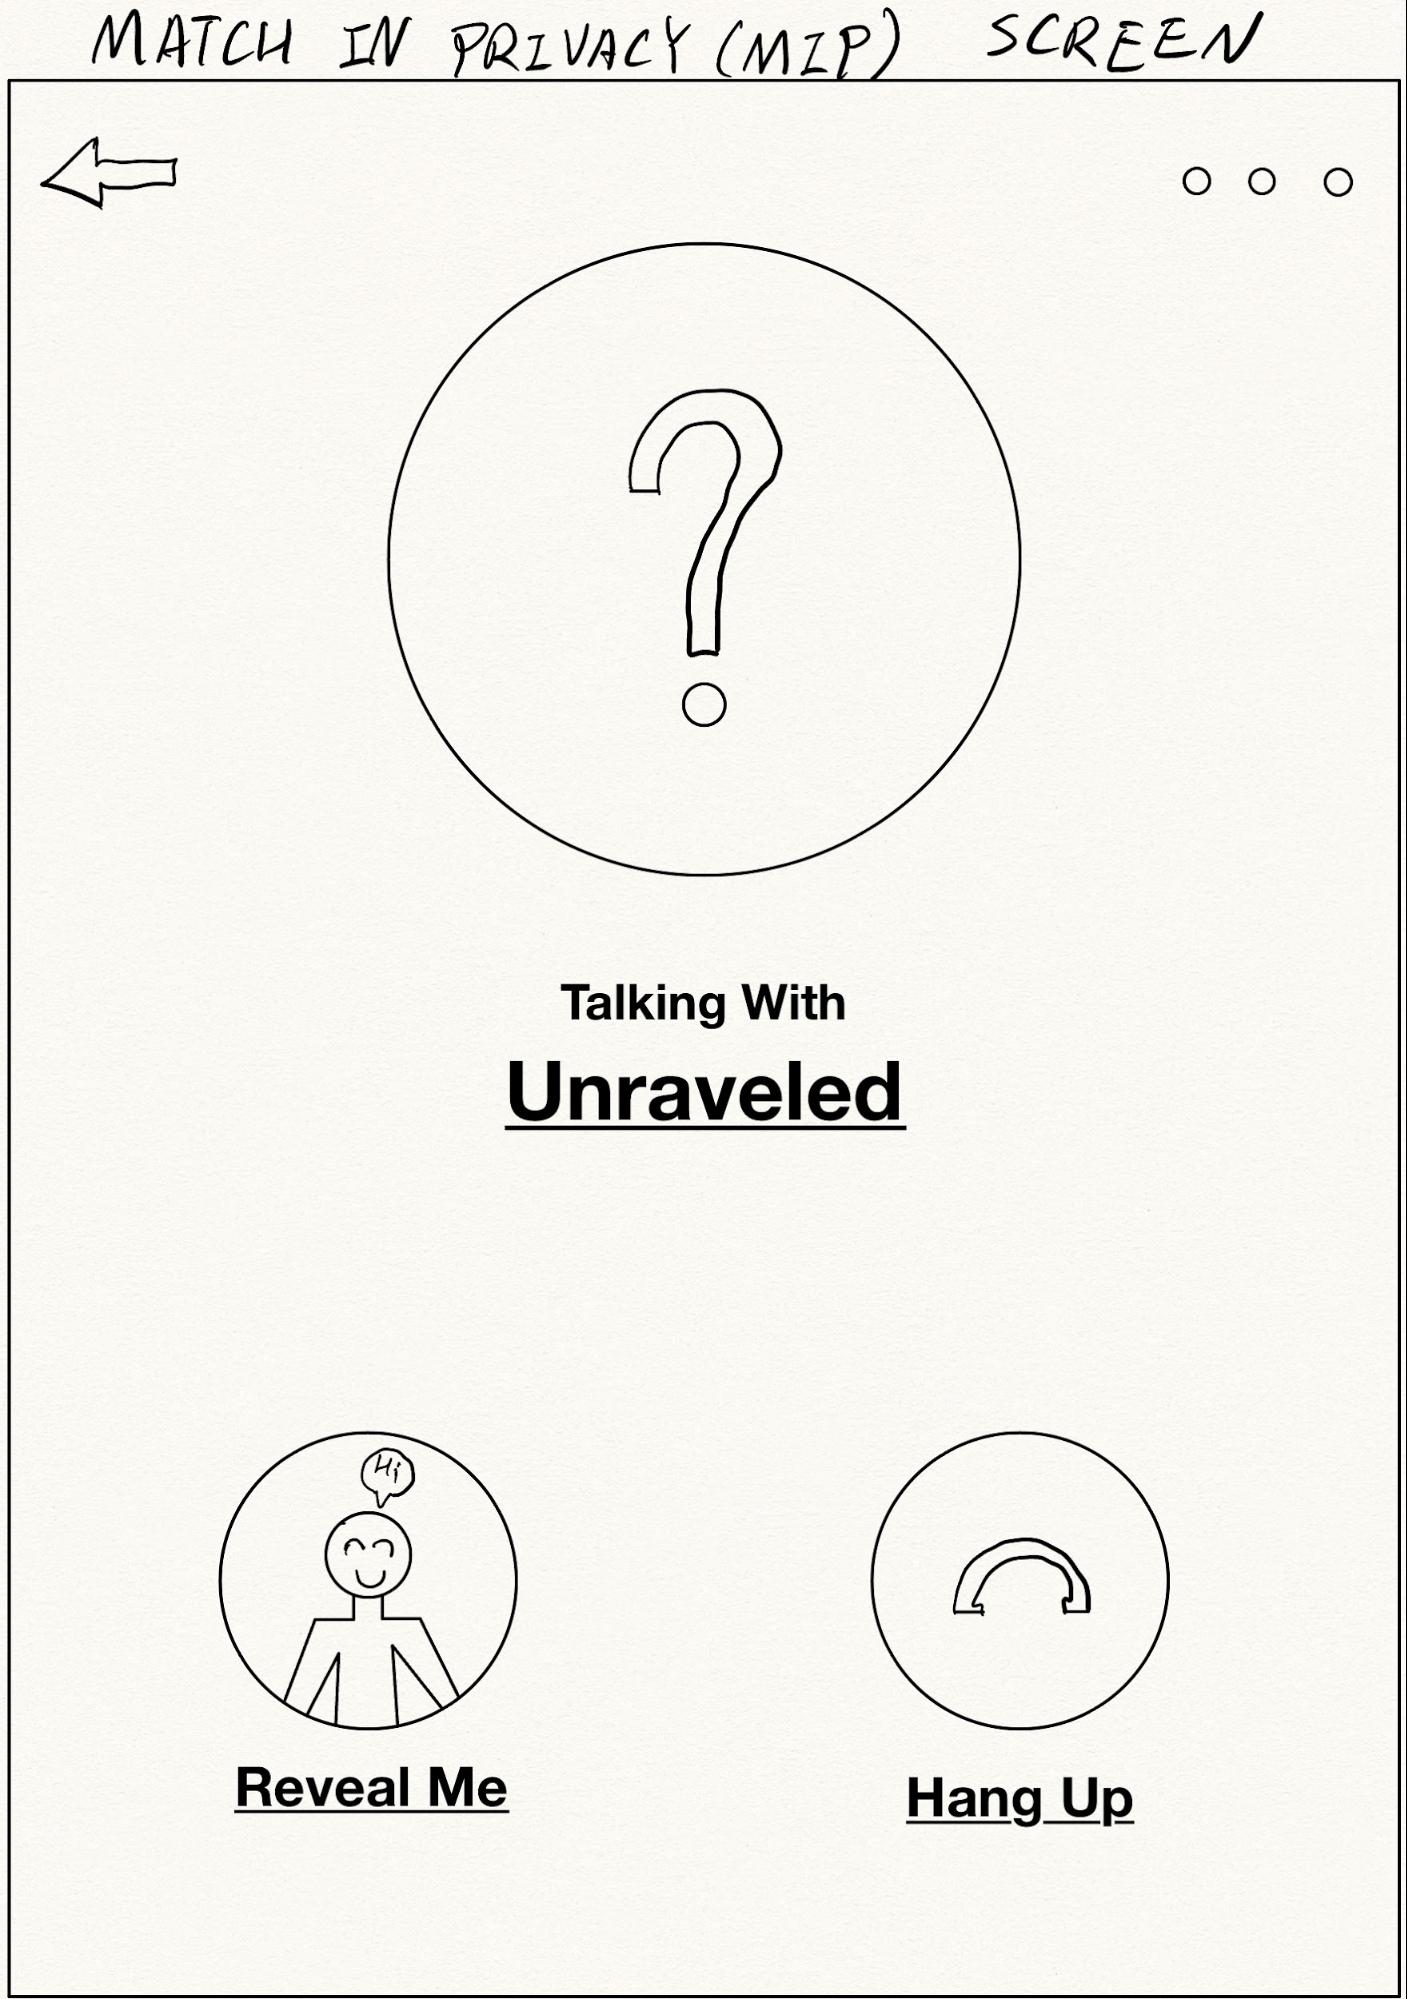 MATCH IN PRIVACY (MIP) SCREEN
?
Talking With
Unraveled
Hi
Reveal Me
Hang Up